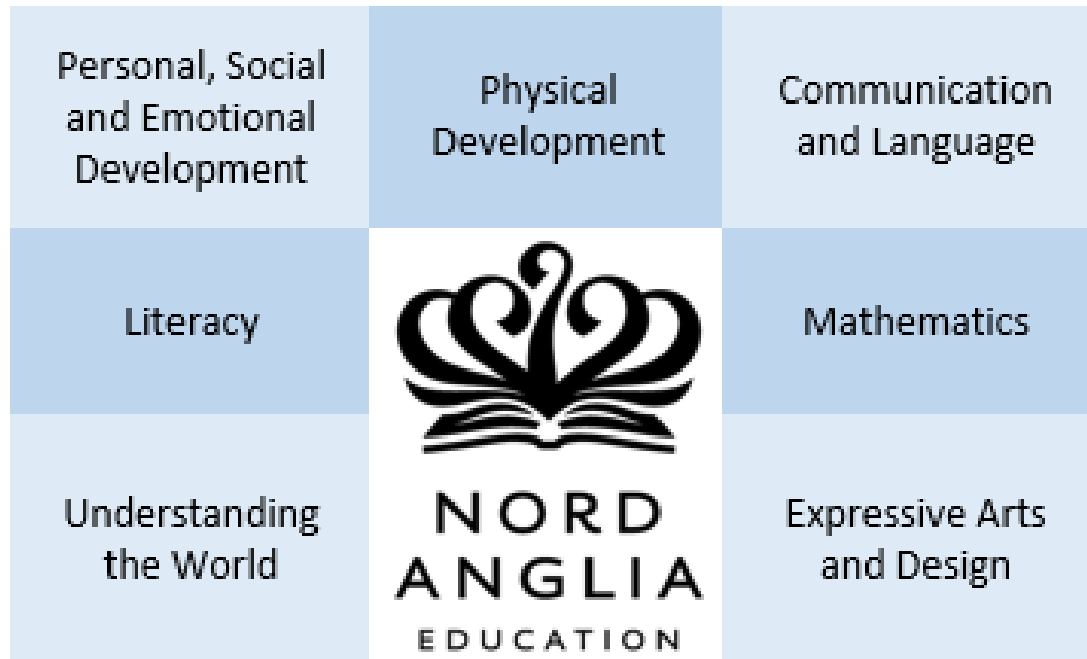 Personal, Social
and Emotional
Development
Physical
Development
Communication
and Language
Literacy
Mathematics
Understanding
the World
NORD
ANGLIA
EDUCATION
Expressive Arts
and Design